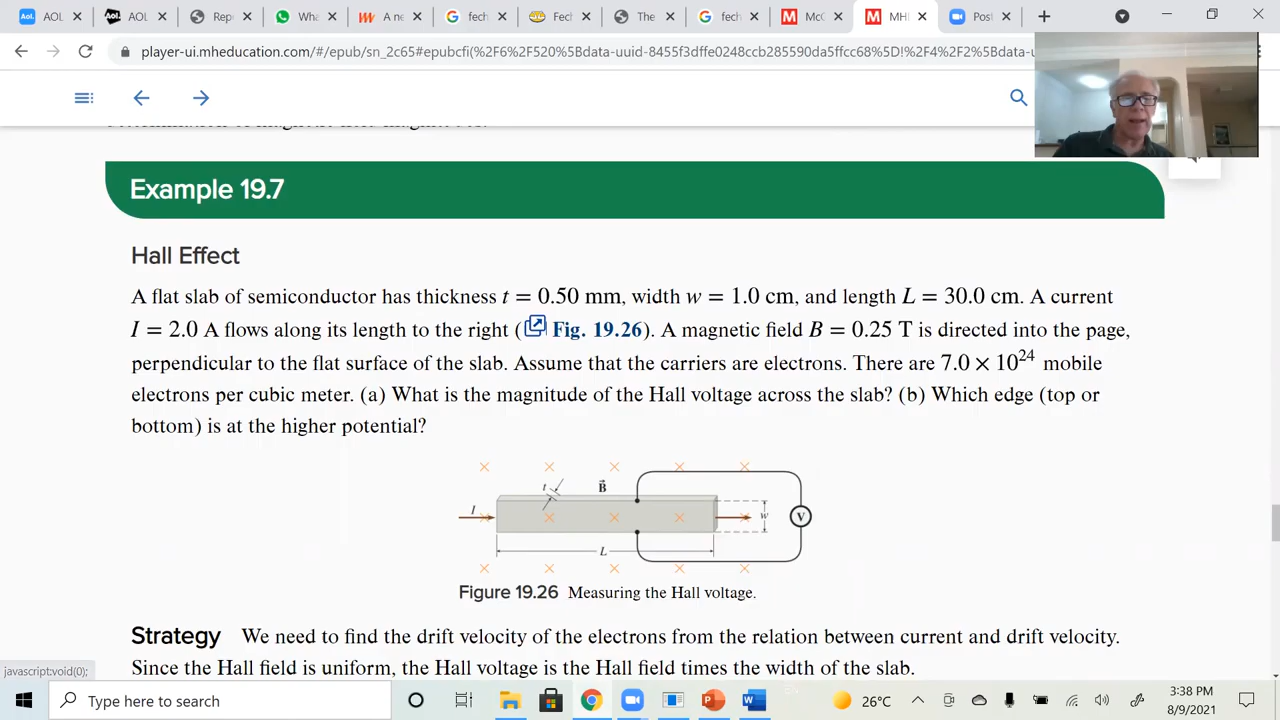 AOL
AOL
Rep
Wha
A ne
fech
Fech
The
fech
MHE
Pos
player-ui.mheducation.com/#/epub/sn_2c65#epubcfi(%2F6%2F520%5Bdata-uuid-8455f3dffe0248ccb285590da5ffcc68%5D!%2F4%2F2%5Bdata-u
Example 19.7
Hall Effect
A flat slab of semiconductor has thickness t = 0.50 mm, width w = 1.0 cm, and length L = 30.0 cm. A current
I = 2.0 A flows along its length to the right ( Fig. 19.26). A magnetic field B = 0.25 T is directed into the page,
perpendicular to the flat surface of the slab. Assume that the carriers are electrons. There are 7.0 × 10²⁴ mobile
electrons per cubic meter. (a) What is the magnitude of the Hall voltage across the slab? (b) Which edge (top or
bottom) is at the higher potential?
t
B
I
w
V
L
Figure 19.26 Measuring the Hall voltage.
Strategy We need to find the drift velocity of the electrons from the relation between current and drift velocity.
Since the Hall field is uniform, the Hall voltage is the Hall field times the width of the slab.
javascript:void(0);
Type here to search
26°C
3:38 PM
8/9/2021